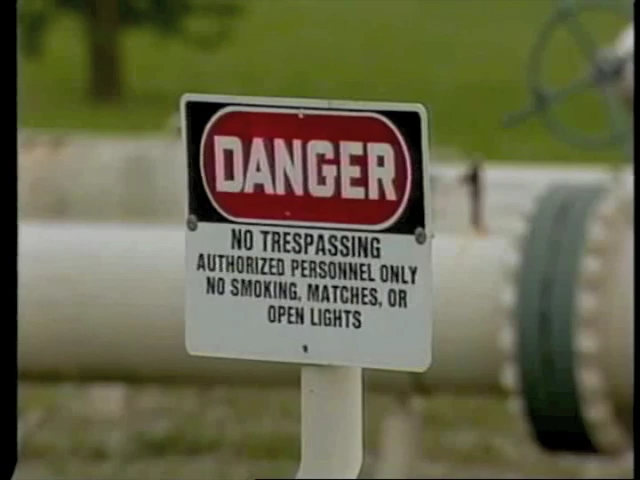 DANGER
NO TRESPASSING
AUTHORIZED PERSONNEL ONLY
NO SMOKING, MATCHES, OR
OPEN LIGHTS